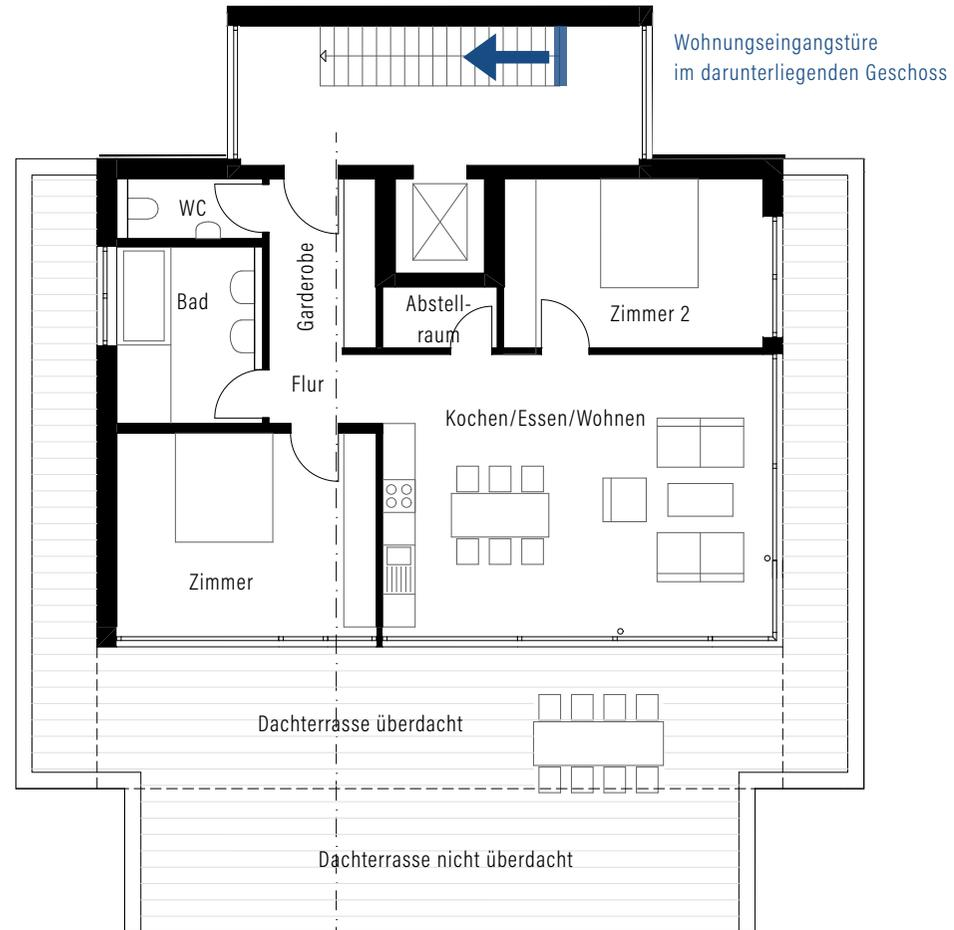 Wohnungseingangstüre
im darunterliegenden Geschoss
WC
Garderobe
Bad
Abstell-
raum
Zimmer 2
Flur
Kochen/Essen/Wohnen
Zimmer
Dachterrasse überdacht
Dachterrasse nicht überdacht